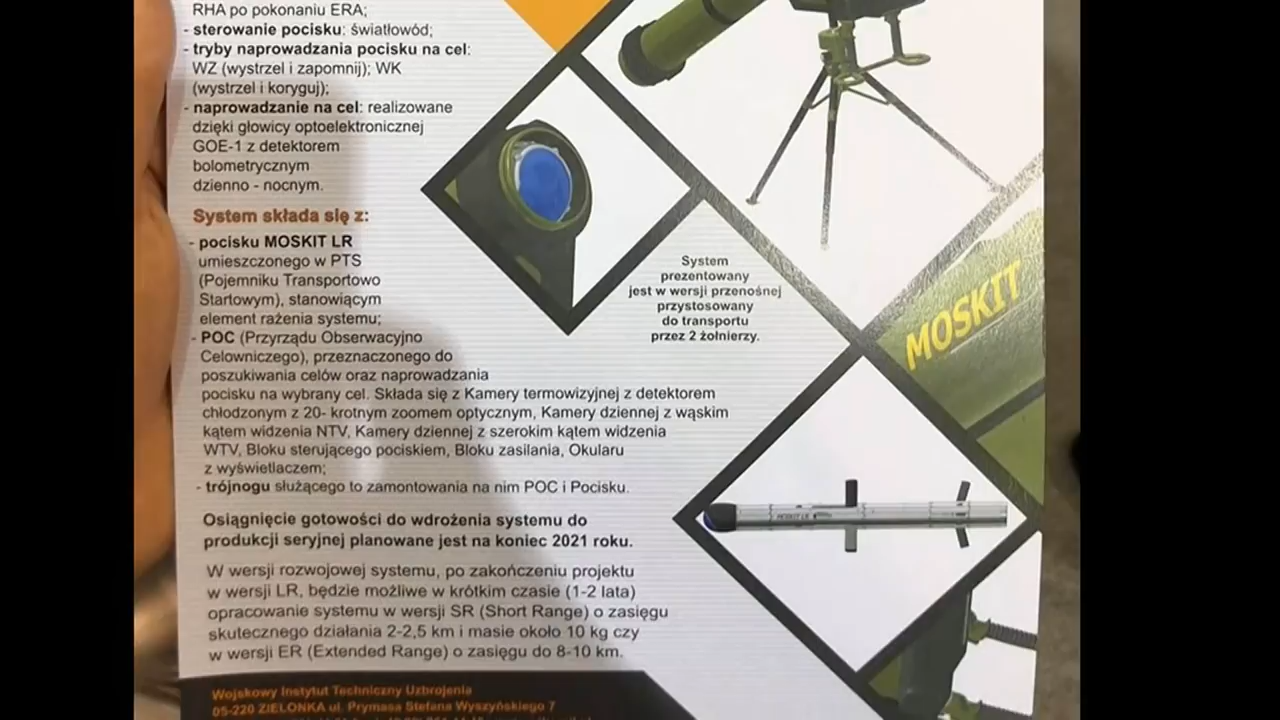 RHA po pokonaniu ERA;
- sterowanie pocisku: światłowód;
- tryby naprowadzania pocisku na cel:
WZ (wystrzel i zapomnij); WK
(wystrzel i koryguj);
- naprowadzanie na cel: realizowane
dzięki głowicy optoelektronicznej
GOE-1 z detektorem
bolometrycznym
dzienno - nocnym.
System składa się z:
- pocisku MOSKIT LR
umieszczonego w PTS
(Pojemniku Transportowo
Startowym), stanowiącym
element rażenia systemu;
- POC (Przyrządu Obserwacyjno
Celowniczego), przeznaczonego do
poszukiwania celów oraz naprowadzania
pocisku na wybrany cel. Składa się z Kamery termowizyjnej z detektorem
chłodzonym z 20- krotnym zoomem optycznym, Kamery dziennej z wąskim
kątem widzenia NTV, Kamery dziennej z szerokim kątem widzenia
WTV, Bloku sterującego pociskiem, Bloku zasilania, Okularu
z wyświetlaczem;
- trójnogu służącego to zamontowania na nim POC i Pocisku.
Osiągnięcie gotowości do wdrożenia systemu do
produkcji seryjnej planowane jest na koniec 2021 roku.
W wersji rozwojowej systemu, po zakończeniu projektu
w wersji LR, będzie możliwe w krótkim czasie (1-2 lata)
opracowanie systemu w wersji SR (Short Range) o zasięgu
skutecznego działania 2-2,5 km i masie około 10 kg czy
w wersji ER (Extended Range) o zasięgu do 8-10 km.
Wojskowy Instytut Techniczny Uzbrojenia
05-220 ZIELONKA ul. Prymasa Stefana Wyszyńskiego 7
System
prezentowany
jest w wersji przenośnej
przystosowany
do transportu
przez 2 żołnierzy.
MOSKIT
MOSKIT LR